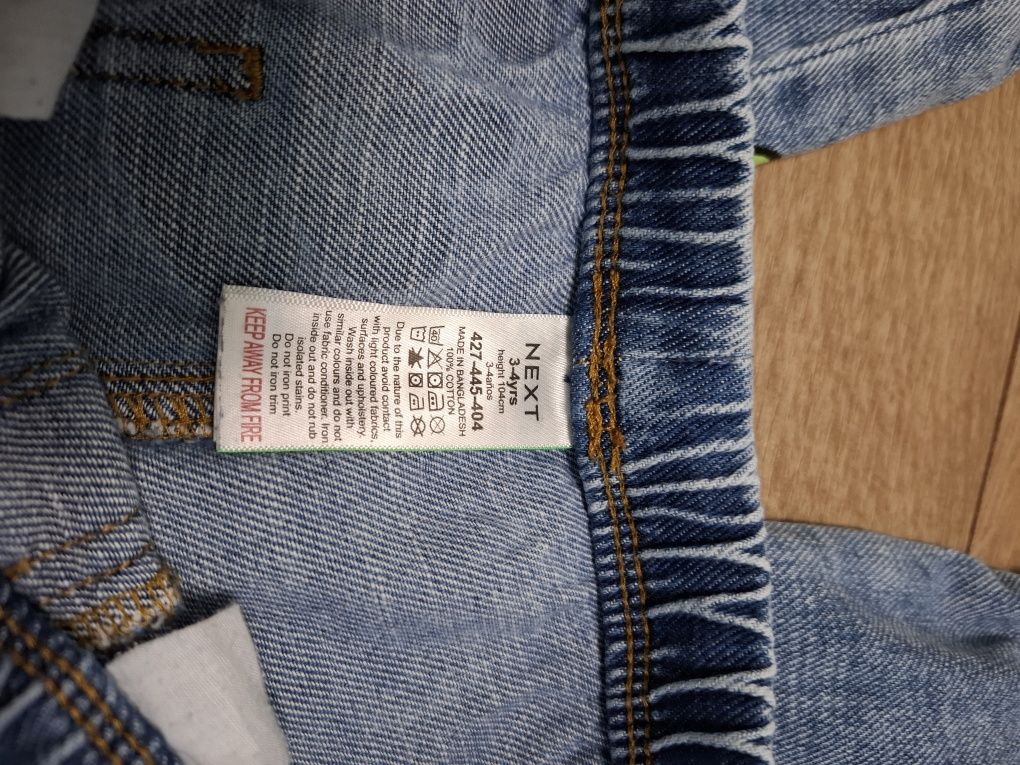 NEXT
3-4yrs
height 104cm
3-4años
427-445-404
MADE IN BANGLADESH
100% COTTON
40
Due to the nature of this
product avoid contact
with light coloured fabrics,
surfaces and upholstery.
Wash inside out with
similar colours and do not
use fabric conditioner. Iron
inside out and do not rub
isolated stains.
Do not iron print
Do not iron trim
KEEP AWAY FROM FIRE